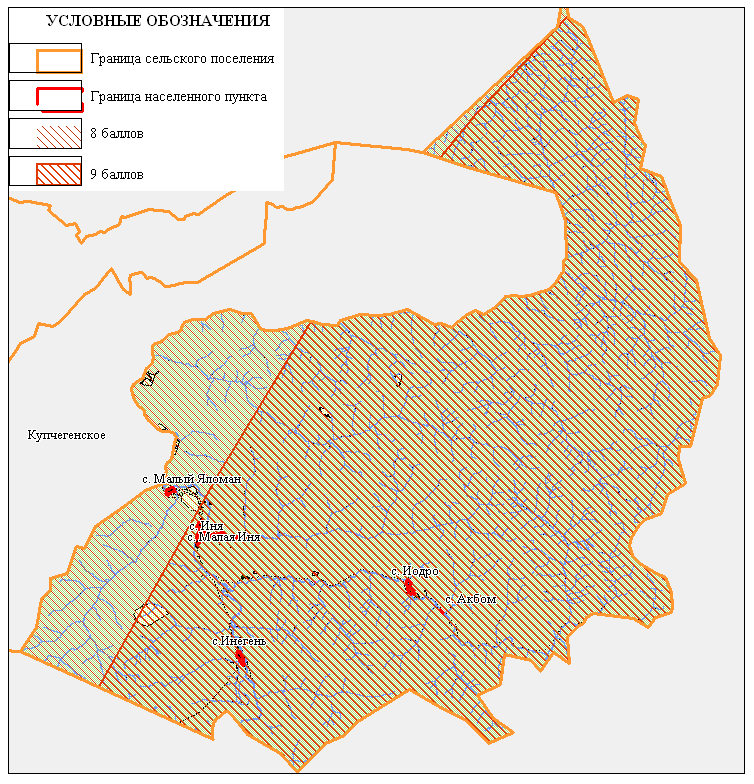 УСЛОВНЫЕ ОБОЗНАЧЕНИЯ
Граница сельского поселения
Граница населенного пункта
8 баллов
9 баллов
Купчегенское
с. Малый Яломан
с. Иня
с. Малая Иня
с. Йодро
с. Акбом
с.Инегень